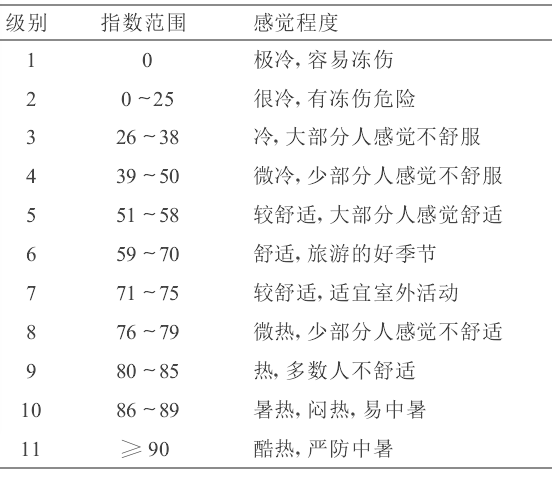 级别 指数范围 感觉程度
1 0 极冷,容易冻伤
2 0~25 很冷,有冻伤危险
3 26~38 冷,大部分人感觉不舒服
4 39~50 微冷,少部分人感觉不舒服
5 51~58 较舒适,大部分人感觉舒适
6 59~70 舒适,旅游的好季节
7 71~75 较舒适,适宜室外活动
8 76~79 微热,少部分人感觉不舒适
9 80~85 热,多数人不舒适
10 86~89 暑热,闷热,易中暑
11 ≥90 酷热,严防中暑